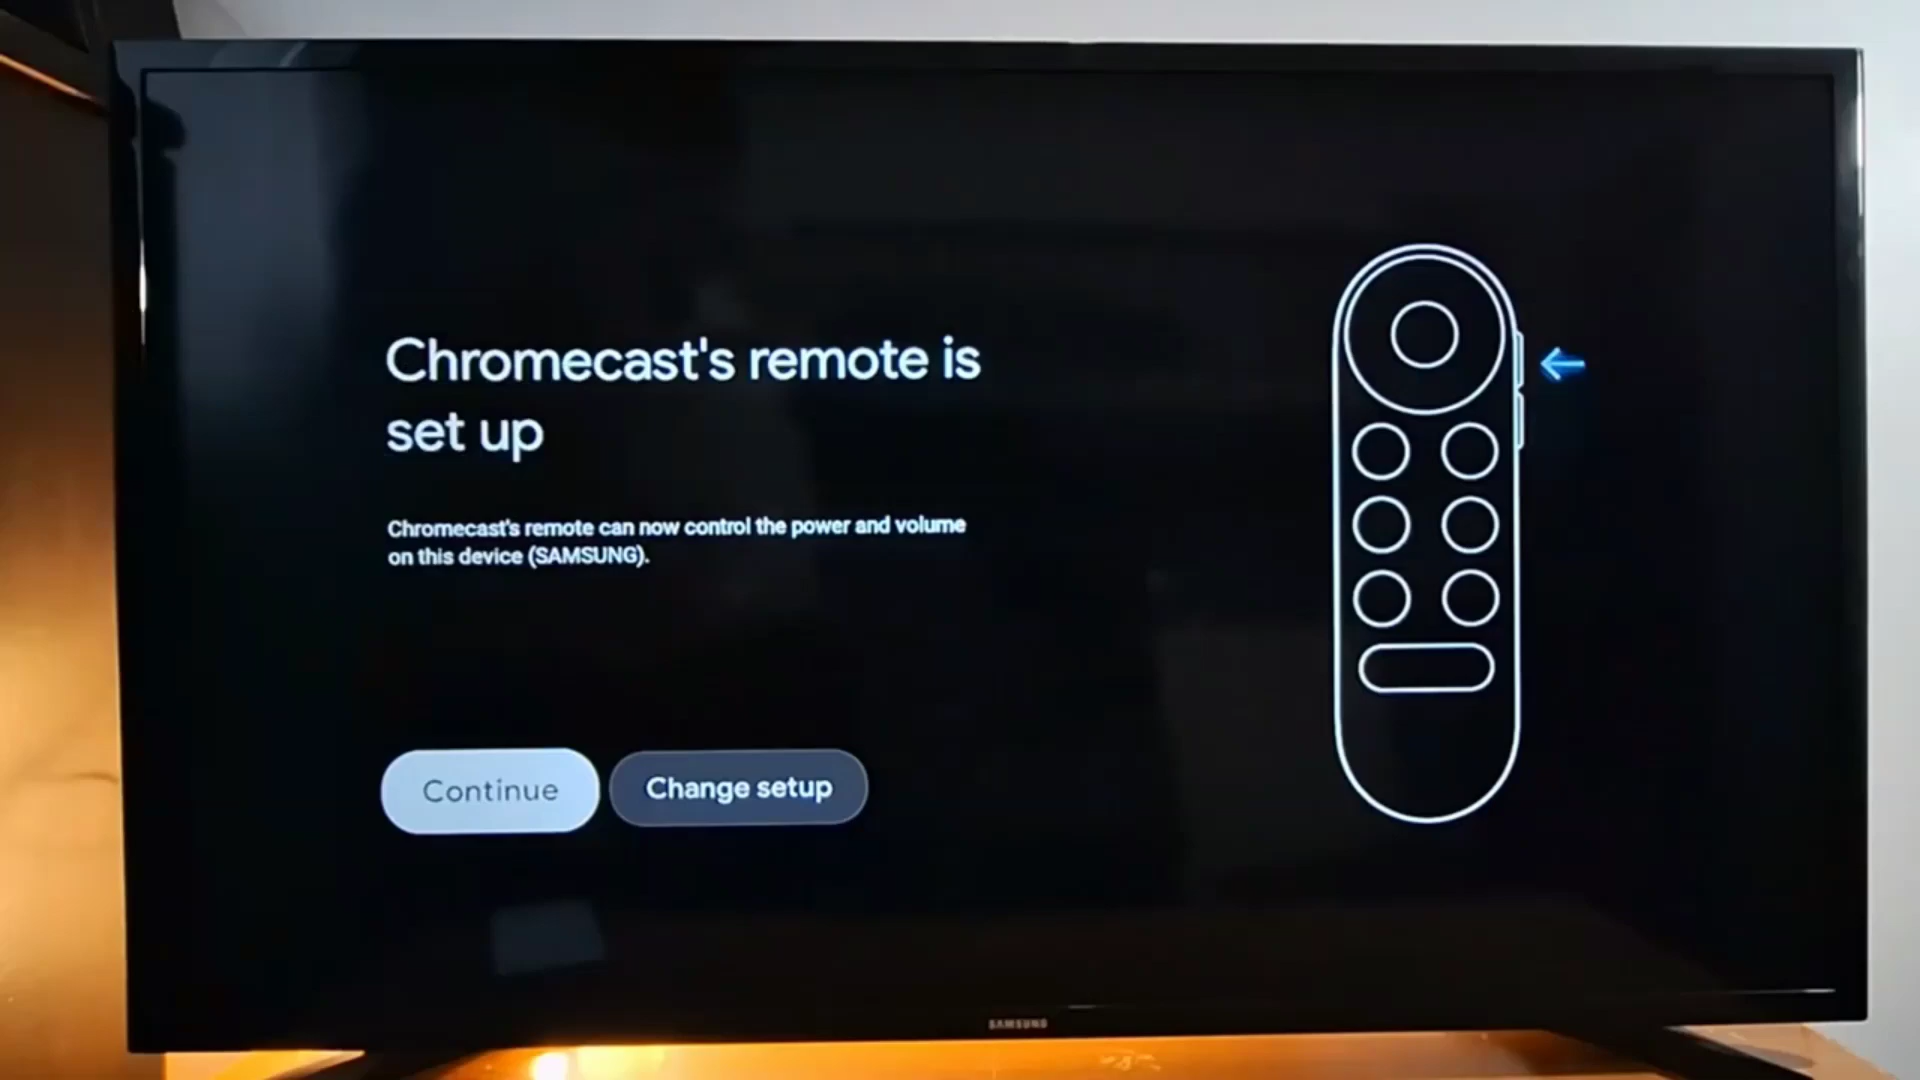 Chromecast's remote is
set up
Chromecast's remote can now control the power and volume
on this device (SAMSUNG).
Continue
Change setup
SAMSUNG